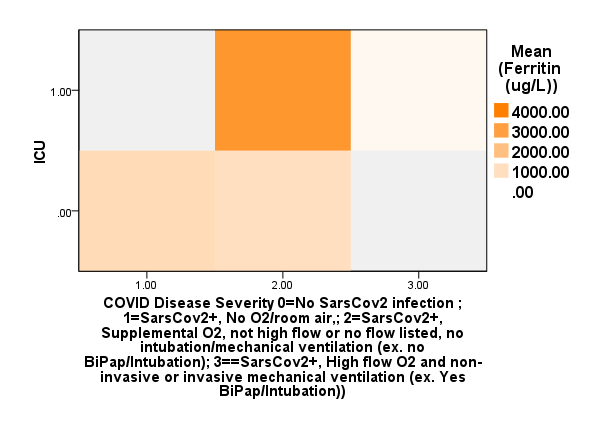 Mean
(Ferritin
(ug/L))
4000.00
3000.00
2000.00
1000.00
.00
ICU
1.00
.00
1.00 2.00 3.00
COVID Disease Severity 0=No SarsCov2 infection ;
1=SarsCov2+, No O2/room air,; 2=SarsCov2+,
Supplemental O2, not high flow or no flow listed, no
intubation/mechanical ventilation (ex. no
BiPap/Intubation); 3==SarsCov2+, High flow O2 and non-
invasive or invasive mechanical ventilation (ex. Yes
BiPap/Intubation))